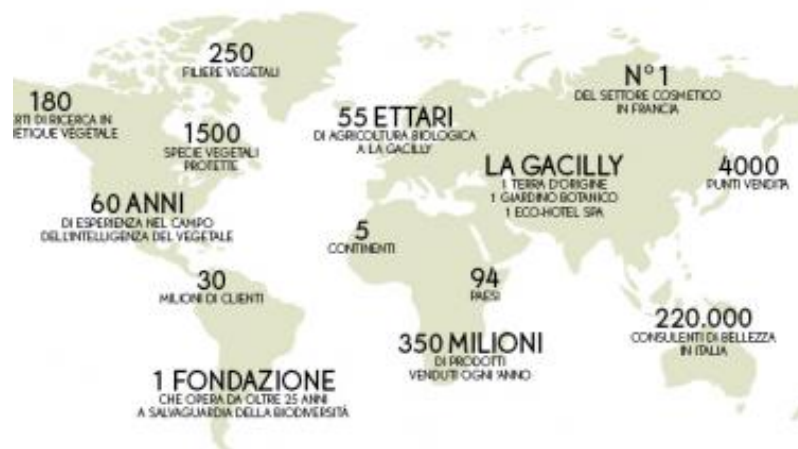 250
FILIERE VEGETALI
N° 1
DEL SETTORE COSMETICO
IN FRANCIA
180
RTI DI RICERCA IN
ETIQUE VEGETALE
55 ETTARI
DI AGRICOLTURA BIOLOGICA
A LA GACILLY
1500
SPECIE VEGETALI
PROTETTE
LA GACILLY
1 TERRA D'ORIGINE
1 GIARDINO BOTANICO
1 ECO-HOTEL SPA
4000
PUNTI VENDITA
60 ANNI
DI ESPERIENZA NEL CAMPO
DELL'INTELLIGENZA DEL VEGETALE
5
CONTINENTI
30
MILIONI DI CLIENTI
94
PAESI
220.000
CONSULENTI DI BELLEZZA
IN ITALIA
350 MILIONI
DI PRODOTTI
VENDUTI OGNI 'ANNO
1 FONDAZIONE
CHE OPERA DA OLTRE 25 ANNI
A SALVAGUARDIA DELLA BIODIVERSITÀ